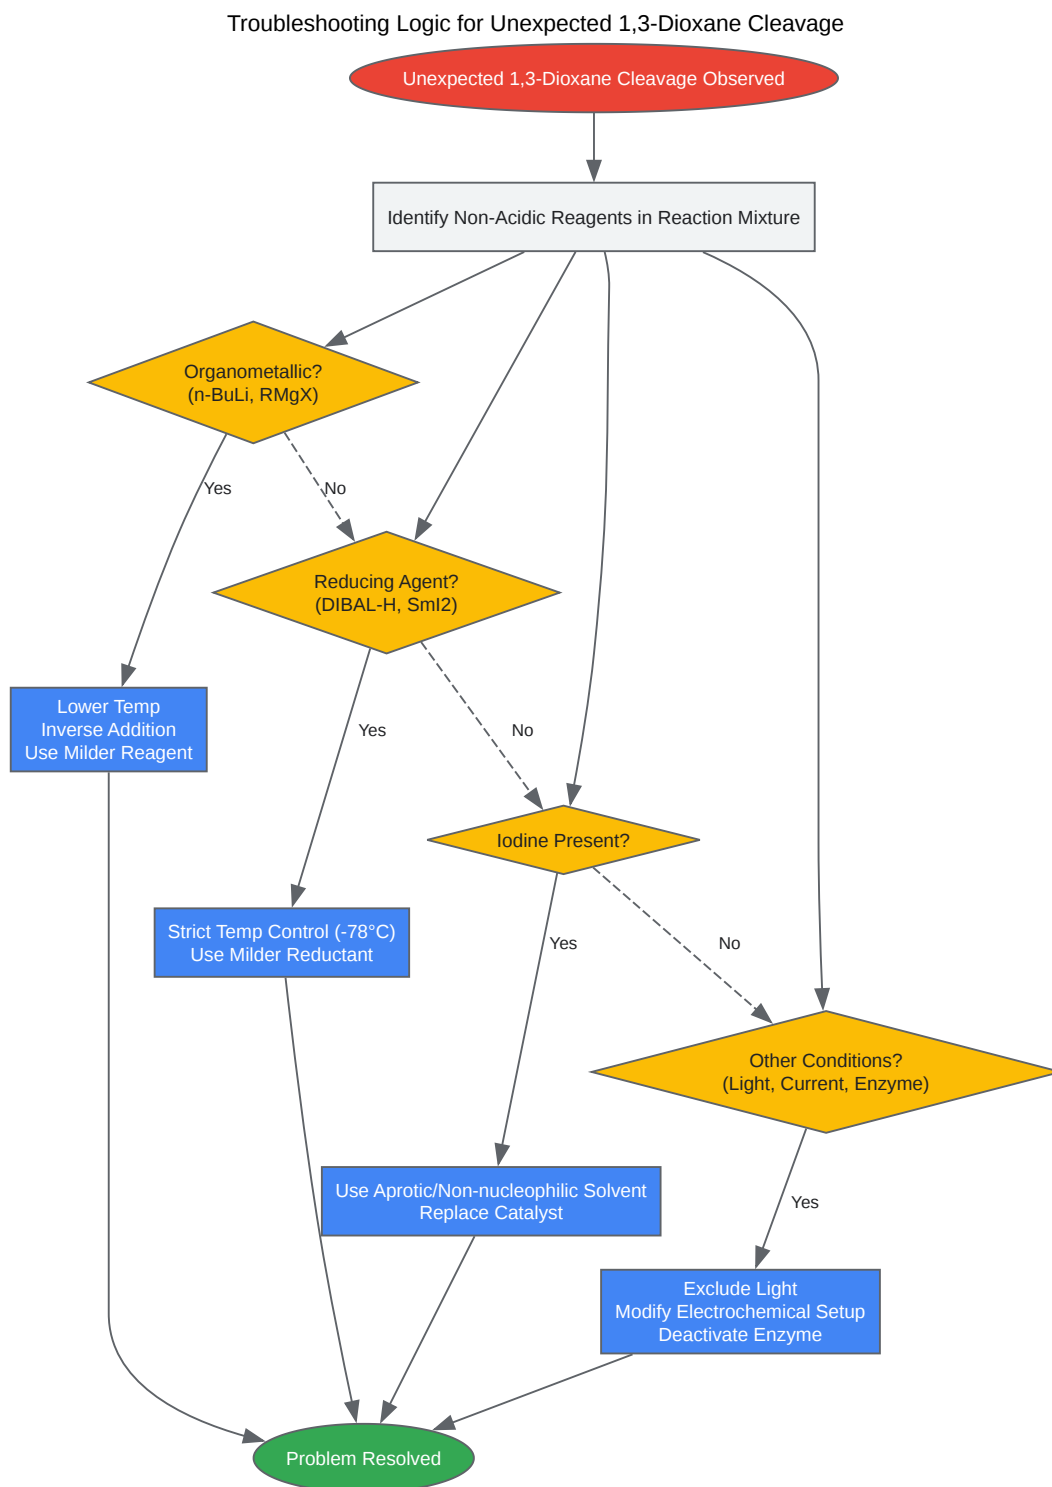 Troubleshooting Logic for Unexpected 1,3-Dioxane Cleavage
Unexpected 1,3-Dioxane Cleavage Observed
Identify Non-Acidic Reagents in Reaction Mixture
Organometallic?
(n-BuLi, RMgX)
Yes
No
Reducing Agent?
(DIBAL-H, SmI2)
Lower Temp
Inverse Addition
Use Milder Reagent
Yes
No
Iodine Present?
Strict Temp Control (-78°C)
Use Milder Reductant
Yes
No
Other Conditions?
(Light, Current, Enzyme)
Use Aprotic/Non-nucleophilic Solvent
Replace Catalyst
Yes
Exclude Light
Modify Electrochemical Setup
Deactivate Enzyme
Problem Resolved